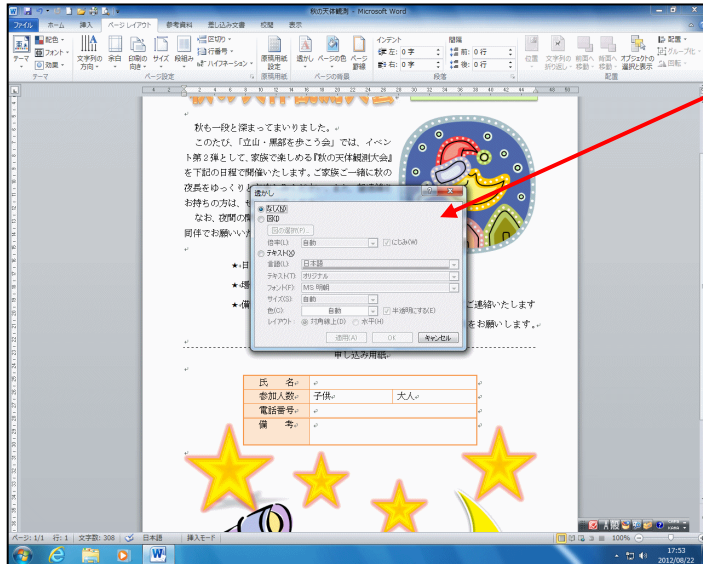 秋の天体観測 - Microsoft Word
ファイル ホーム 挿入 ページ レイアウト 参考資料 差し込み文書 校閲 表示
配色
フォント
効果
テーマ
文字列の方向
余白
印刷の向き
サイズ
段組み
区切り
行番号
ハイフネーション
原稿用紙設定
透かし
ページの色
ページ罫線
インデント
左: 0 字
右: 0 字
間隔
前: 0 行
後: 0 行
位置
文字列の折り返し
前面へ移動
背面へ移動
オブジェクトの選択と表示
配置
グループ化
回転
テーマ ページ設定 原稿用紙 ページの背景 段落 配置
秋も一段と深まってまいりました。
このたび、「立山・黒部を歩こう会」では、イベン
ト第2弾として、家族で楽しめる『秋の天体観測大会』
を下記の日程で開催いたします。ご家族ご一緒に秋の
夜長をゆっくりと
お持ちの方は、
なお、夜間の
同伴でお願いいた
★日
★
★備
ご連絡いたします
をお願いします。
透かし
なし(N)
図(I)
図の選択(P)...
倍率(L): 自動 にじみ(W)
テキスト(X)
言語(L): 日本語
テキスト(T): オリジナル
フォント(F): MS 明朝
サイズ(S): 自動
色(C): 自動 半透明にする(E)
レイアウト: 対角線上(D) 水平(H)
適用(A) OK キャンセル
申し込み用紙
氏 名
参加人数 子供 大人
電話番号
備 考
ページ: 1/1 行: 1 文字数: 308 日本語 挿入モード 100%
17:53
2012/08/22